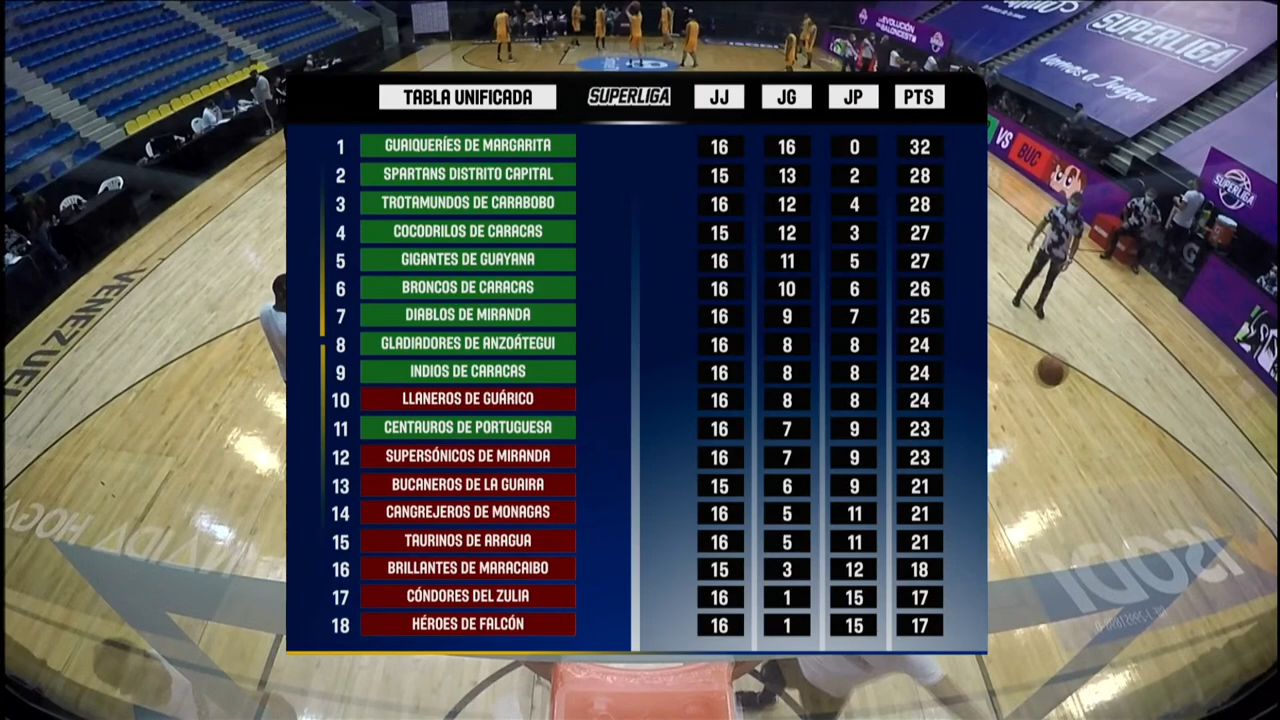 SUPERLIGA
Vamos a Jugar
TABLA UNIFICADA SUPERLIGA JJ JG JP PTS
1 GUAIQUERÍES DE MARGARITA 16 16 0 32
2 SPARTANS DISTRITO CAPITAL 15 13 2 28
3 TROTAMUNDOS DE CARABOBO 16 12 4 28
4 COCODRILOS DE CARACAS 15 12 3 27
5 GIGANTES DE GUAYANA 16 11 5 27
6 BRONCOS DE CARACAS 16 10 6 26
7 DIABLOS DE MIRANDA 16 9 7 25
8 GLADIADORES DE ANZOÁTEGUI 16 8 8 24
9 INDIOS DE CARACAS 16 8 8 24
10 LLANEROS DE GUÁRICO 16 8 8 24
11 CENTAUROS DE PORTUGUESA 16 7 9 23
12 SUPERSÓNICOS DE MIRANDA 16 7 9 23
13 BUCANEROS DE LA GUAIRA 15 6 9 21
14 CANGREJEROS DE MONAGAS 16 5 11 21
15 TAURINOS DE ARAGUA 16 5 11 21
16 BRILLANTES DE MARACAIBO 15 3 12 18
17 CÓNDORES DEL ZULIA 16 1 15 17
18 HÉROES DE FALCÓN 16 1 15 17
VS BUC
SUPERLIGA